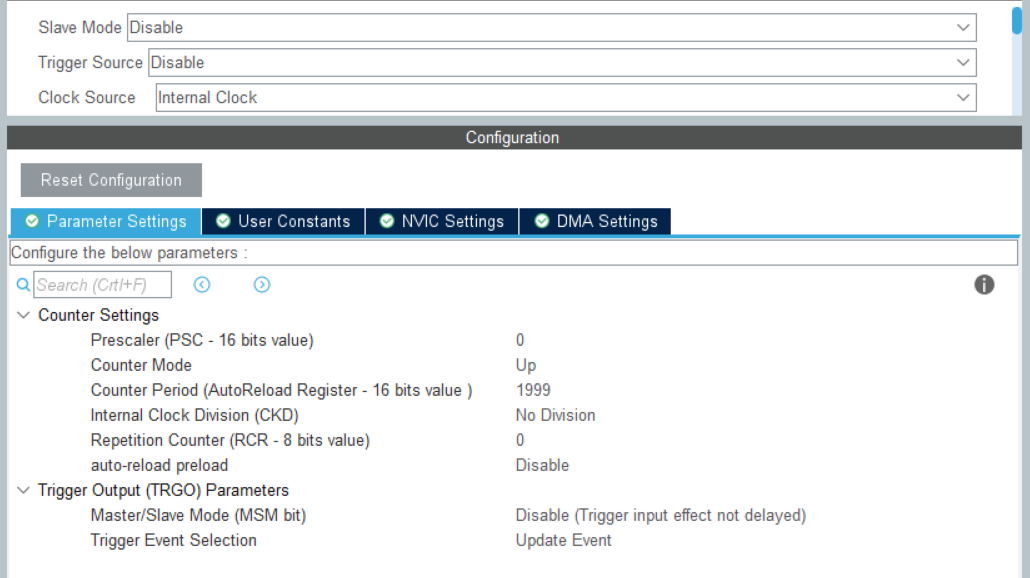 Slave Mode Disable
Trigger Source Disable
Clock Source Internal Clock
Configuration
Reset Configuration
Parameter Settings User Constants NVIC Settings DMA Settings
Configure the below parameters :
Search (Crtl+F)
Counter Settings
Prescaler (PSC - 16 bits value) 0
Counter Mode Up
Counter Period (AutoReload Register - 16 bits value ) 1999
Internal Clock Division (CKD) No Division
Repetition Counter (RCR - 8 bits value) 0
auto-reload preload Disable
Trigger Output (TRGO) Parameters
Master/Slave Mode (MSM bit) Disable (Trigger input effect not delayed)
Trigger Event Selection Update Event